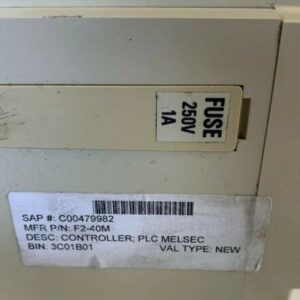 FUSE
250V
1A
SAP #: C00479982
MFR P/N: F2-40M
DESC: CONTROLLER; PLC MELSEC
BIN: 3C01B01 VAL TYPE: NEW